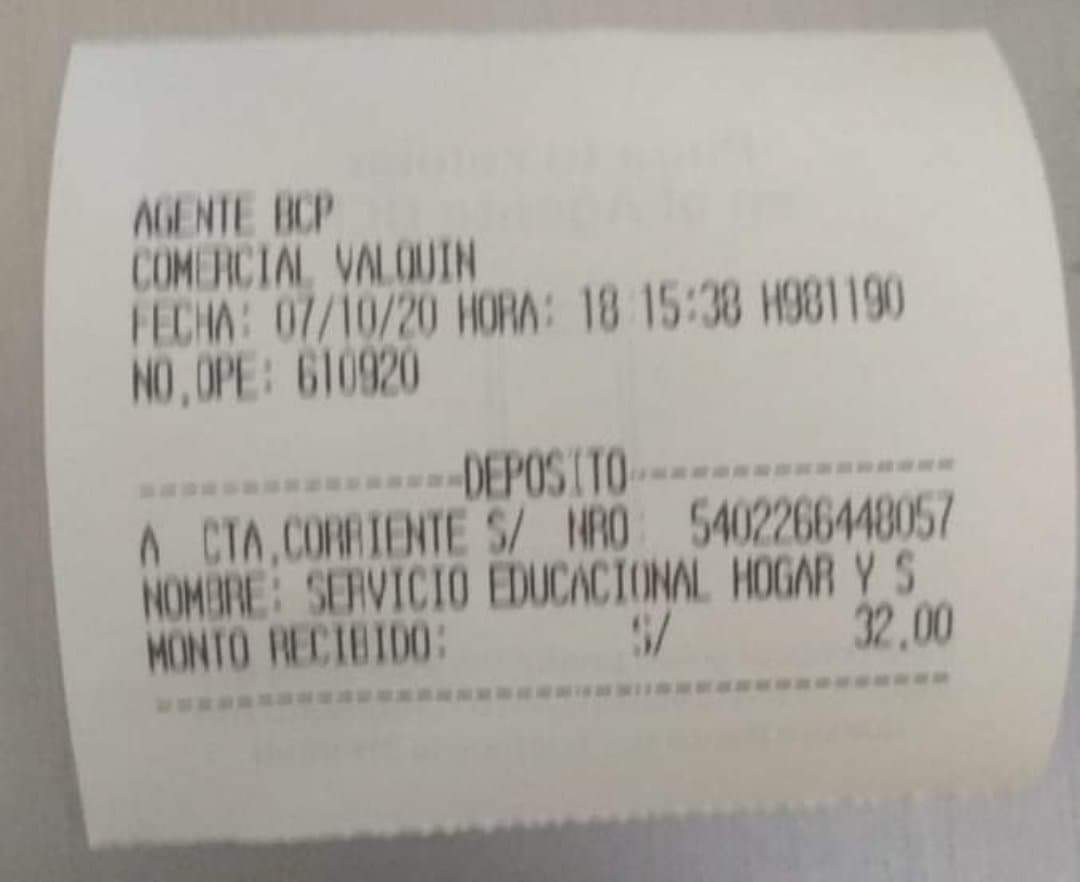 AGENTE BCP
COMERCIAL VALQUIN
FECHA: 07/10/20 HORA: 18 15:38 H981190
NO.OPE: 610920
----------------DEPOSITO----------------
A CTA.CORRIENTE S/ NRO 5402266448057
NOMBRE: SERVICIO EDUCACIONAL HOGAR Y S
MONTO RECIBIDO: S/ 32.00
----------------------------------------